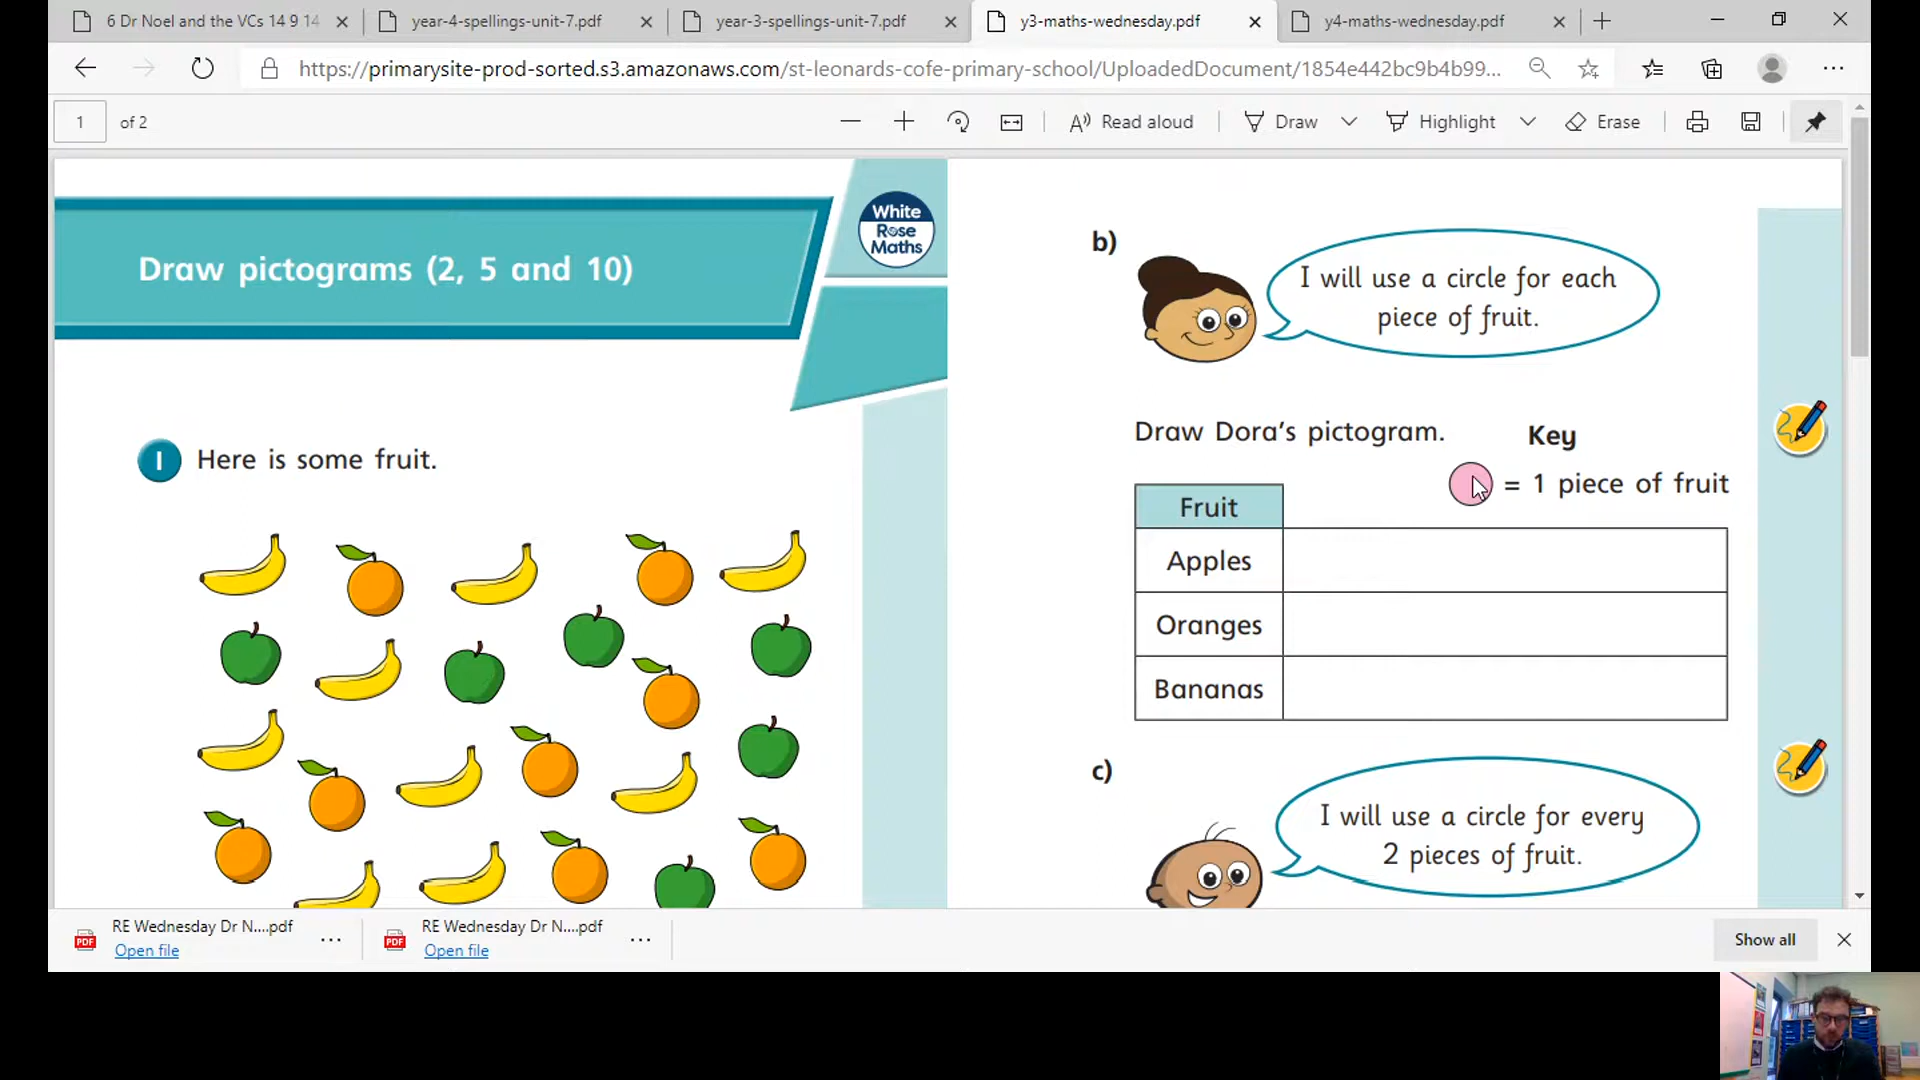 6 Dr Noel and the VCs 14 9 14
year-4-spellings-unit-7.pdf
year-3-spellings-unit-7.pdf
y3-maths-wednesday.pdf
y4-maths-wednesday.pdf
https://primarysite-prod-sorted.s3.amazonaws.com/st-leonards-cofe-primary-school/UploadedDocument/1854e442bc9b4b99...
1 of 2
Read aloud
Draw
Highlight
Erase
Draw pictograms (2, 5 and 10)
White
Rose
Maths
1 Here is some fruit.
b)
I will use a circle for each
piece of fruit.
Draw Dora's pictogram.
Key
= 1 piece of fruit
Fruit
Apples
Oranges
Bananas
c)
I will use a circle for every
2 pieces of fruit.
RE Wednesday Dr N....pdf
Open file
RE Wednesday Dr N....pdf
Open file
Show all
PDF
PDF